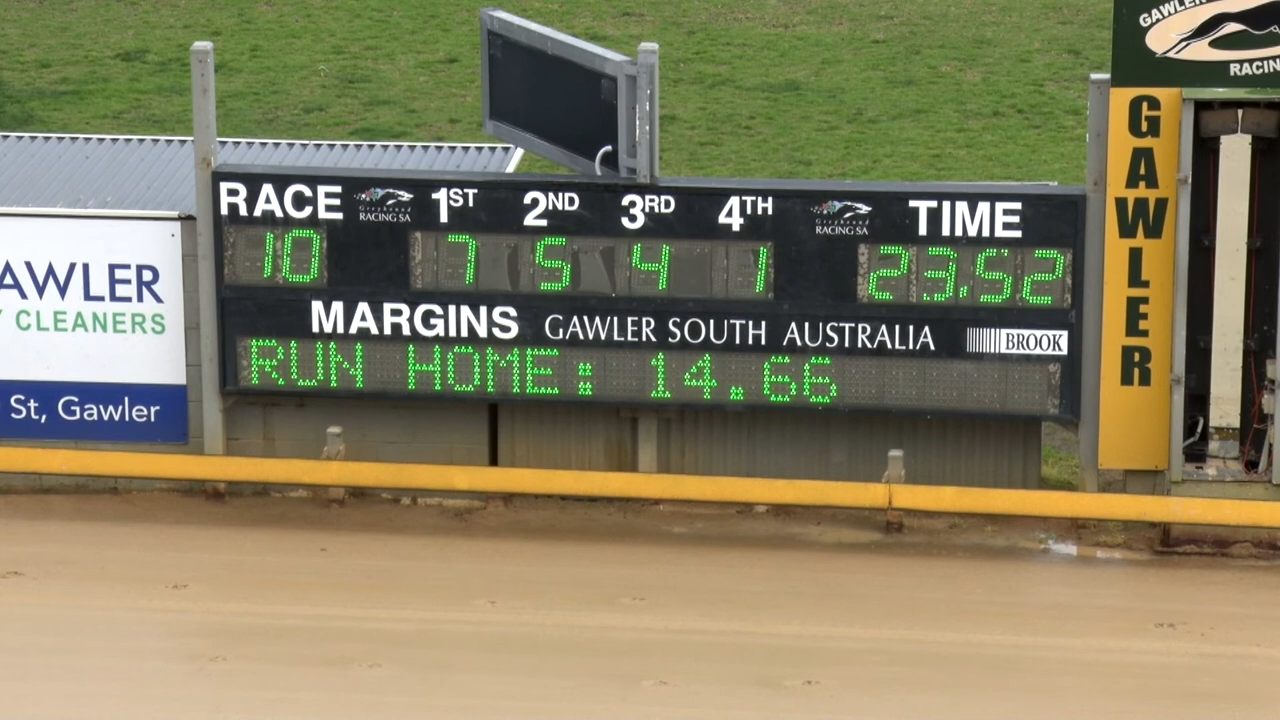 GAWLER
RACING
GAWLER
RACE 1ST 2ND 3RD 4TH TIME
Greyhound RACING SA
Greyhound RACING SA
10 7 5 4 1 23.52
MARGINS GAWLER SOUTH AUSTRALIA BROOK
RUN HOME: 14.66
AWLER
Y CLEANERS
St, Gawler